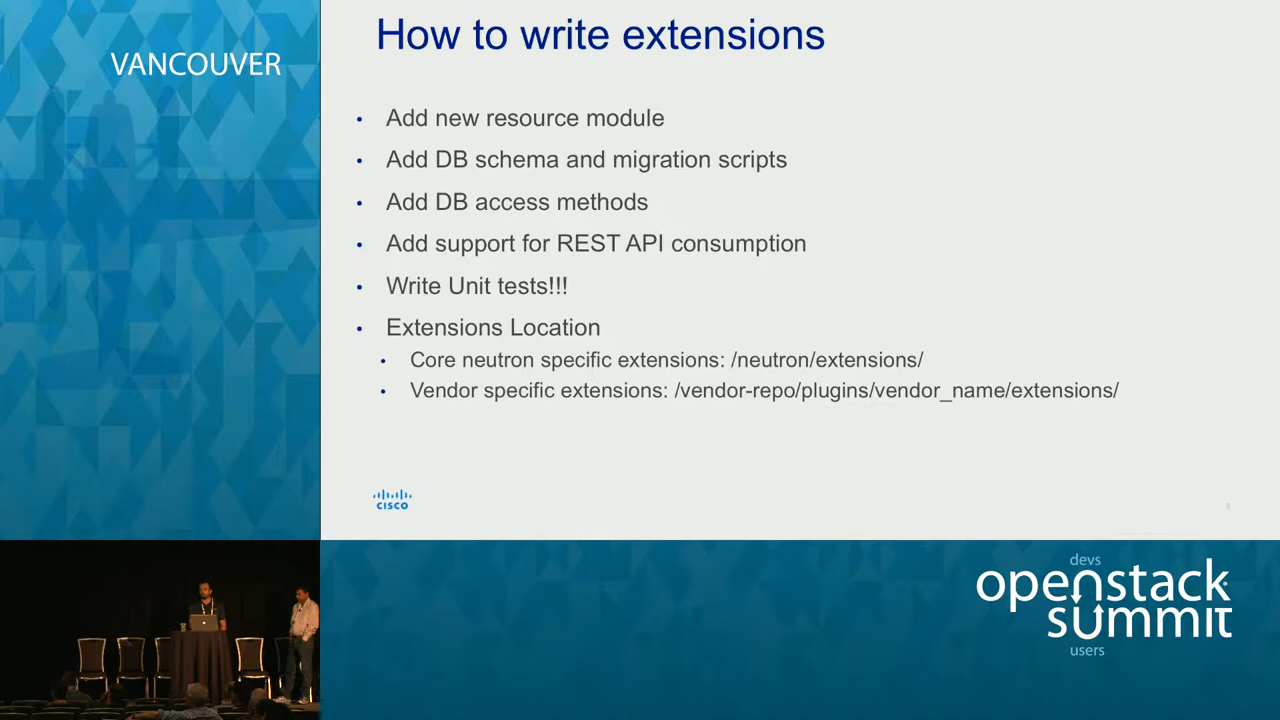 VANCOUVER
How to write extensions
• Add new resource module
• Add DB schema and migration scripts
• Add DB access methods
• Add support for REST API consumption
• Write Unit tests!!!
• Extensions Location
• Core neutron specific extensions: /neutron/extensions/
• Vendor specific extensions: /vendor-repo/plugins/vendor_name/extensions/
CISCO
devs
openstack
summit
users